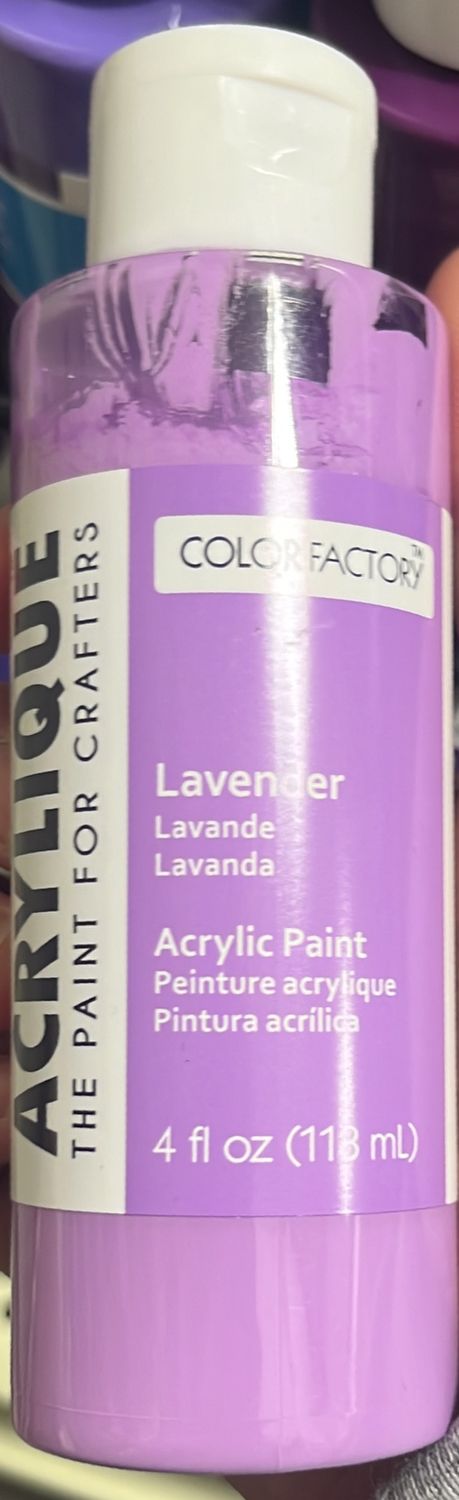 ACRYLIQUE
THE PAINT FOR CRAFTERS
COLOR FACTORY™
Lavender
Lavande
Lavanda
Acrylic Paint
Peinture acrylique
Pintura acrílica
4 fl oz (118 mL)